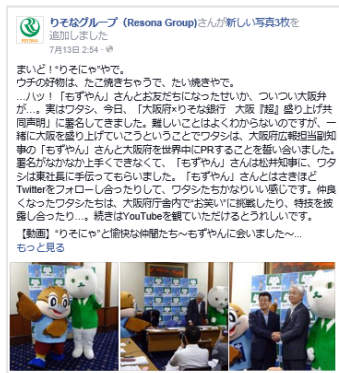 りそなグループ（Resona Group)さんが新しい写真3枚を
追加しました
7月13日 2:54
まいど！“りそにゃ”やで。
ウチの好物は、たこ焼きちゃうで、たい焼きやで。
…ハッ！「もずやん」さんとお友だちになったせいか、ついつい大阪弁
が…。実はワタシ、今日、「大阪府×りそな銀行　大阪『超』盛り上げ共
同声明」に署名してきました。難しいことはよくわからないのですが、一
緒に大阪を盛り上げていこうということでワタシは、大阪府広報担当副知
事の「もずやん」さんと大阪府を世界中にPRすることを誓い合いました。
署名がなかなか上手くできなくて、「もずやん」さんは松井知事に、ワタ
シは東社長に手伝ってもらいました。「もずやん」さんとはさきほど
Twitterをフォローし合ったりして、ワタシたちかなりいい感じです。仲良
くなったワタシたちは、大阪府庁舎内で“お笑い”に挑戦したり、特技を披
露し合ったり…。続きはYouTubeを観ていただけるとうれしいです。
【動画】“りそにゃ”と愉快な仲間たち～もずやんに会いました～...
もっと見る